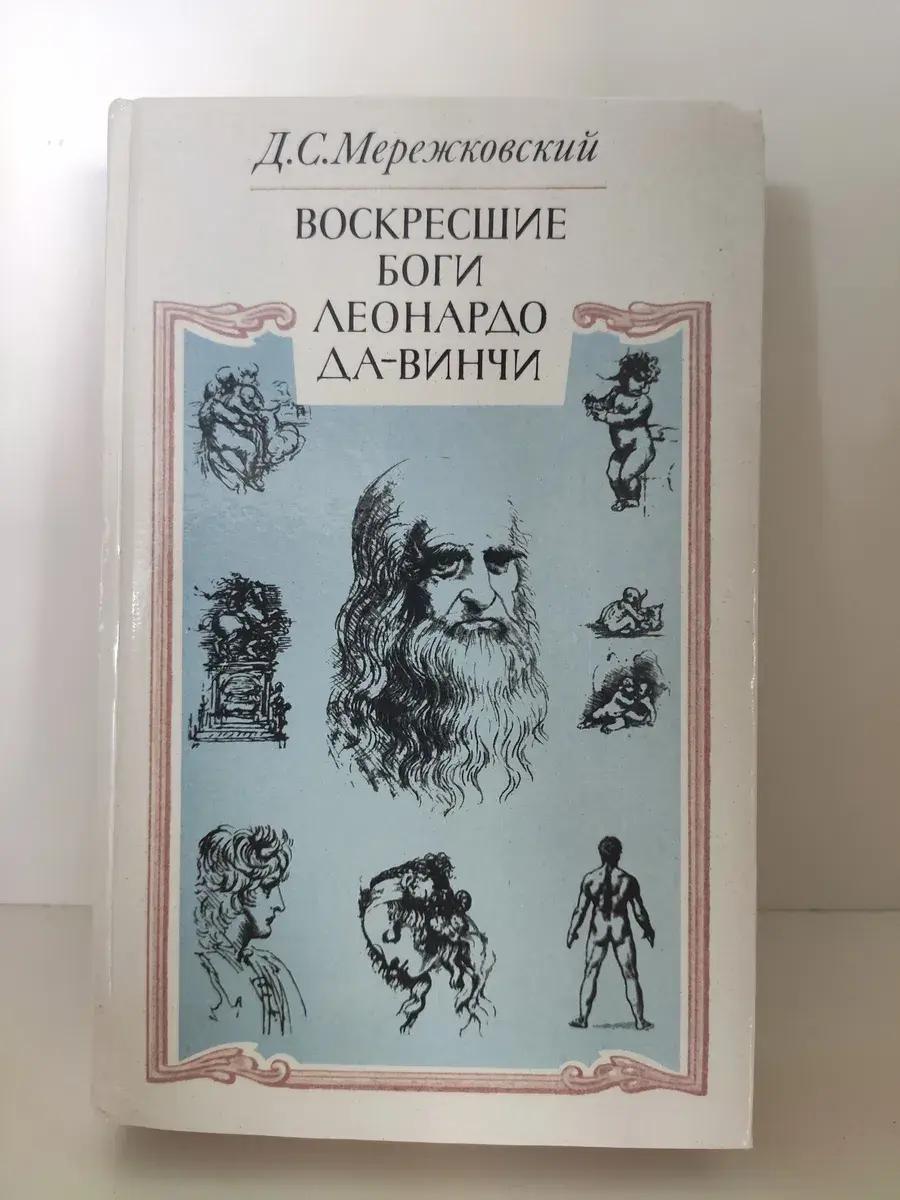 Д.С.Мережковский
ВОСКРЕСШИЕ
БОГИ
ЛЕОНАРДО
ДА-ВИНЧИ